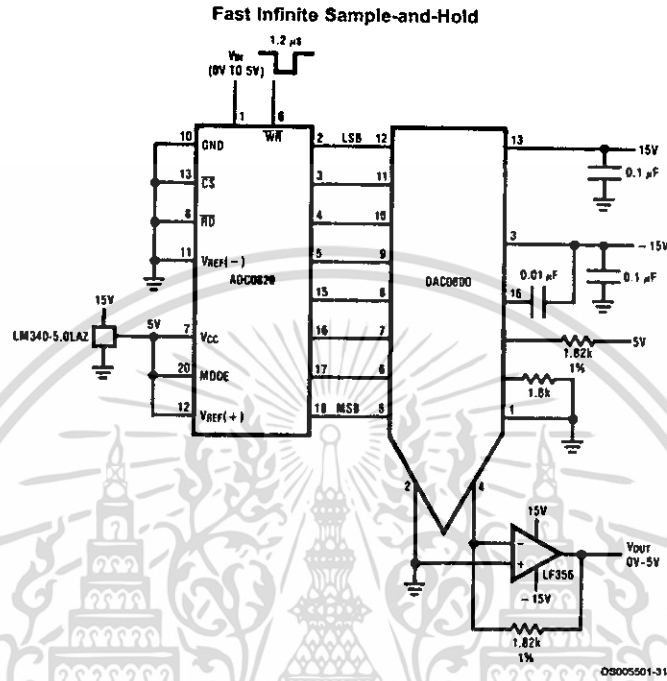 Fast Infinite Sample-and-Hold
1.2 µs
VIN
(0V TO 5V)
1
6
WR
10
GND
2
LSB
12
13
15V
0.1 µF
13
CS
3
11
8
RD
4
10
3
-15V
11
VREF(-)
ADC0820
5
9
DAC0800
0.01 µF
0.1 µF
15
8
16
15V
LM340-5.0LAZ
5V
7
VCC
16
7
5V
1.82k
1%
20
MODE
17
6
1.8k
12
VREF(+)
18
MSB
5
1
2
4
15V
-
+
LF356
-15V
VOUT
0V-5V
1.82k
1%
DS005501-31